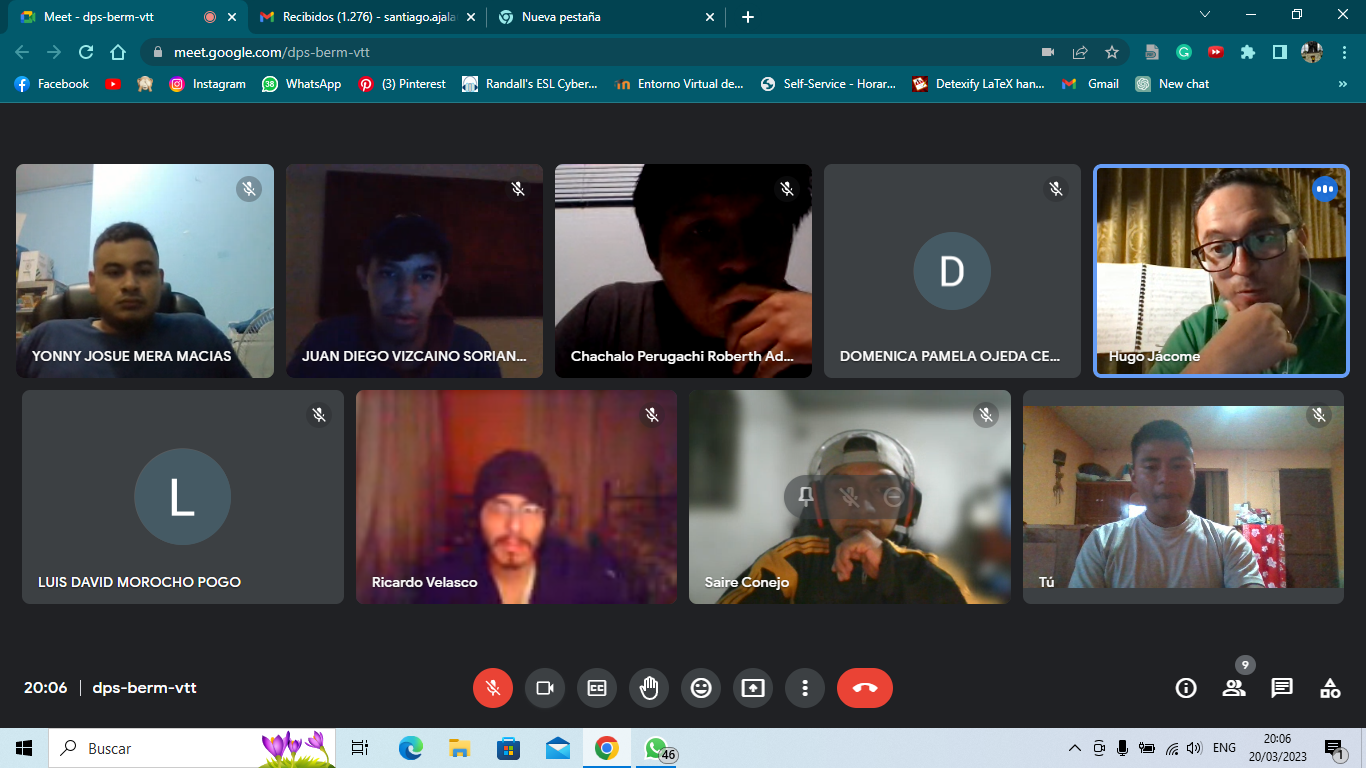 Meet - dps-berm-vtt
Recibidos (1.276) - santiago.ajala
Nueva pestaña
meet.google.com/dps-berm-vtt
Facebook
Instagram
38
WhatsApp
(3) Pinterest
Randall's ESL Cyber...
Entorno Virtual de...
Self-Service - Horar...
Detexify LaTeX han...
Gmail
New chat
»
YONNY JOSUE MERA MACIAS
JUAN DIEGO VIZCAINO SORIAN...
Chachalo Perugachi Roberth Ad...
D
DOMENICA PAMELA OJEDA CE...
Hugo Jácome
L
LUIS DAVID MOROCHO POGO
Ricardo Velasco
Saire Conejo
Tú
20:06 | dps-berm-vtt
9
Buscar
46
ENG
20:06
20/03/2023
1